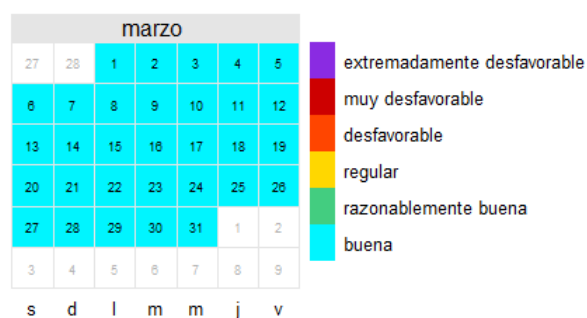 marzo
27 28 1 2 3 4 5
6 7 8 9 10 11 12
13 14 15 16 17 18 19
20 21 22 23 24 25 26
27 28 29 30 31 1 2
3 4 5 6 7 8 9
s d l m m j v
extremadamente desfavorable
muy desfavorable
desfavorable
regular
razonablemente buena
buena